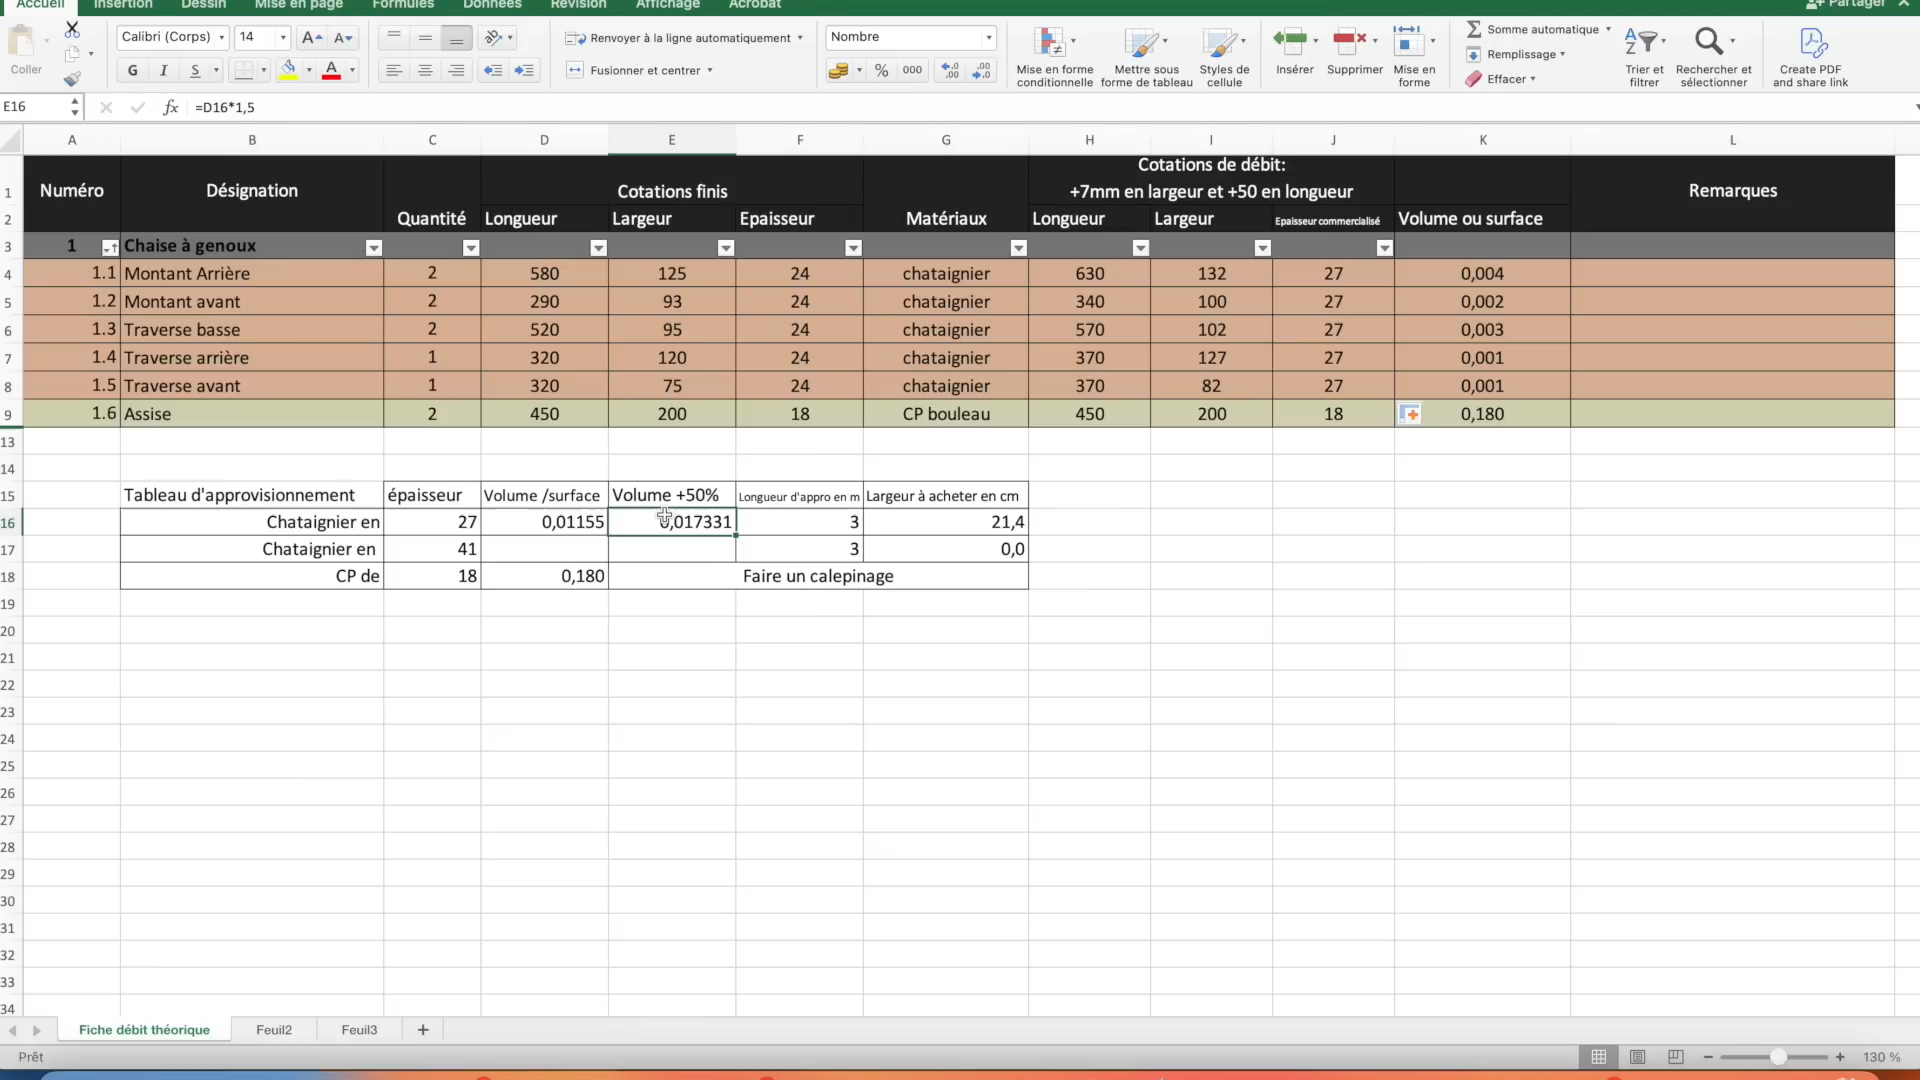 Accueil Insertion Dessin Mise en page Formules Données Révision Affichage Acrobat Partager
Coller
Calibri (Corps) 14
G I S
Renvoyer à la ligne automatiquement
Fusionner et centrer
Nombre
% 000
Mise en forme conditionnelle
Mettre sous forme de tableau
Styles de cellule
Insérer
Supprimer
Mise en forme
Somme automatique
Remplissage
Effacer
Trier et filtrer
Rechercher et sélectionner
Create PDF and share link
E16 fx =D16*1,5
A B C D E F G H I J K L
Cotations de débit:
1 Numéro Désignation Cotations finis +7mm en largeur et +50 en longueur Remarques
2 Quantité Longueur Largeur Epaisseur Matériaux Longueur Largeur Epaisseur commercialisé Volume ou surface
3 1 Chaise à genoux
4 1.1 Montant Arrière 2 580 125 24 chataignier 630 132 27 0,004
5 1.2 Montant avant 2 290 93 24 chataignier 340 100 27 0,002
6 1.3 Traverse basse 2 520 95 24 chataignier 570 102 27 0,003
7 1.4 Traverse arrière 1 320 120 24 chataignier 370 127 27 0,001
8 1.5 Traverse avant 1 320 75 24 chataignier 370 82 27 0,001
9 1.6 Assise 2 450 200 18 CP bouleau 450 200 18 0,180
13
14
15 Tableau d'approvisionnement épaisseur Volume /surface Volume +50% Longueur d'appro en m Largeur à acheter en cm
16 Chataignier en 27 0,01155 0,017331 3 21,4
17 Chataignier en 41 3 0,0
18 CP de 18 0,180 Faire un calepinage
19
20
21
22
23
24
25
26
27
28
29
30
31
32
33
34
Fiche débit théorique Feuil2 Feuil3 +
Prêt 130 %